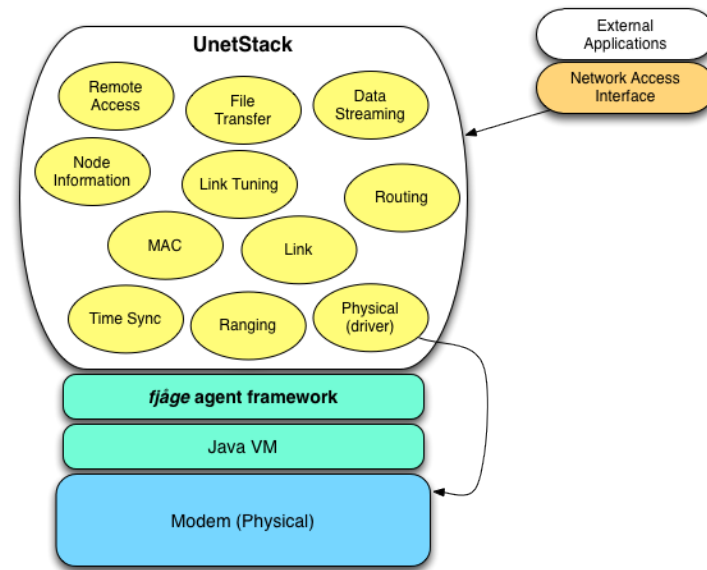 UnetStack
External
Applications
Network Access
Interface
Remote
Access
File
Transfer
Data
Streaming
Node
Information
Link Tuning
Routing
MAC
Link
Time Sync
Ranging
Physical
(driver)
fjåge agent framework
Java VM
Modem (Physical)